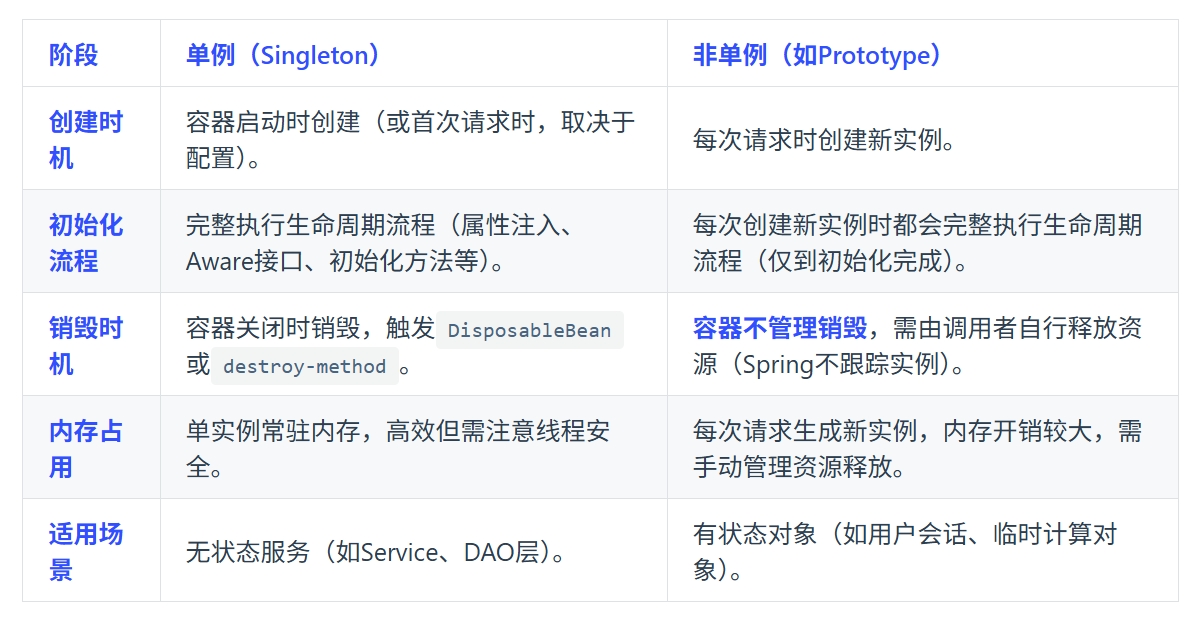 阶段
单例（Singleton）
非单例（如Prototype）
创建时
机
容器启动时创建（或首次请求时，取决于
配置）。
每次请求时创建新实例。
初始化
流程
完整执行生命周期流程（属性注入、
Aware接口、初始化方法等）。
每次创建新实例时都会完整执行生命周期
流程（仅到初始化完成）。
销毁时
机
容器关闭时销毁，触发 DisposableBean
或 destroy-method 。
容器不管理销毁，需由调用者自行释放资
源（Spring不跟踪实例）。
内存占
用
单实例常驻内存，高效但需注意线程安
全。
每次请求生成新实例，内存开销较大，需
手动管理资源释放。
适用场
景
无状态服务（如Service、DAO层）。
有状态对象（如用户会话、临时计算对
象）。